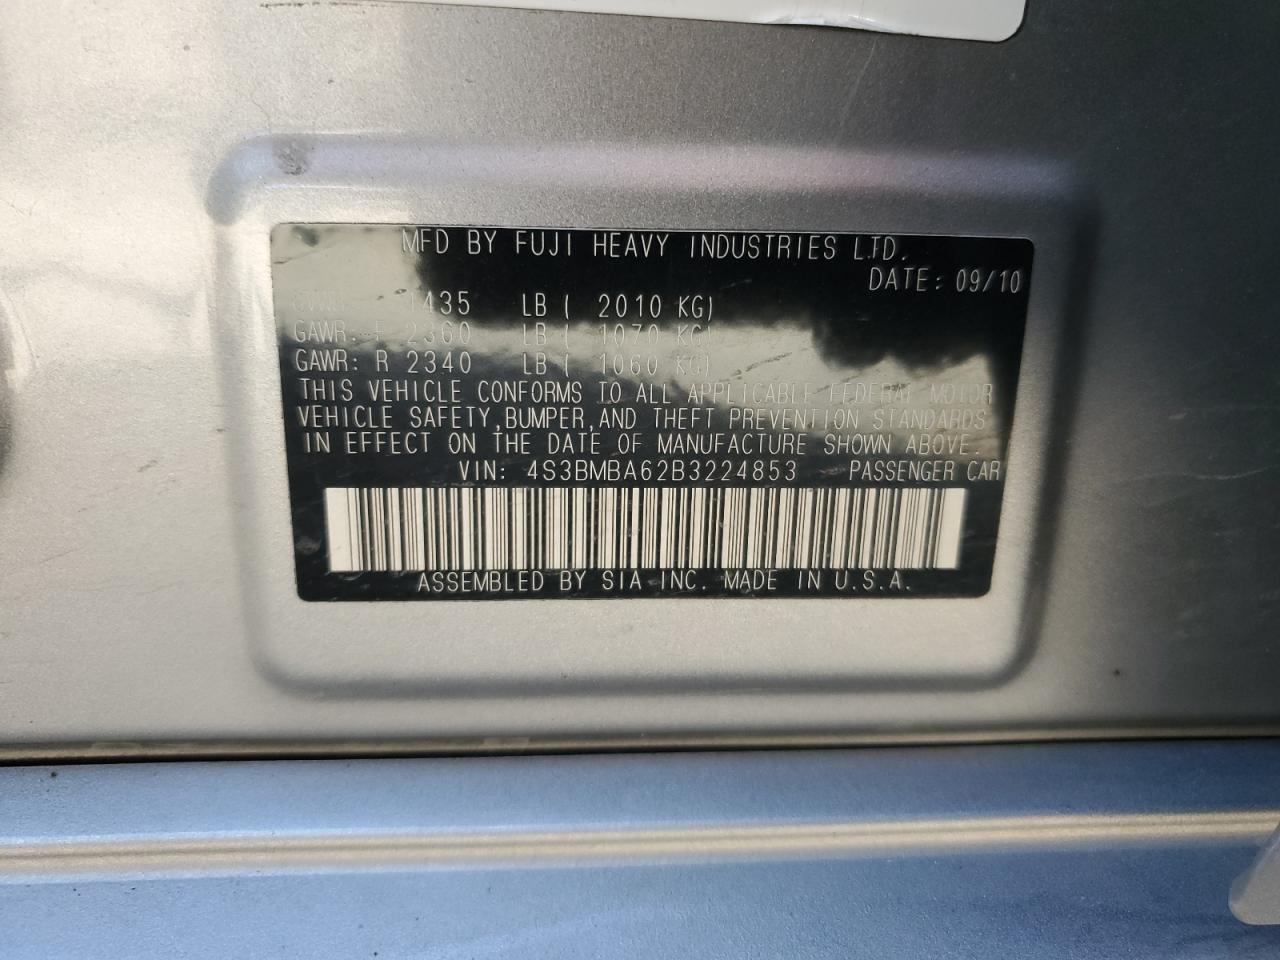 MFD BY FUJI HEAVY INDUSTRIES LTD.
DATE: 09/10
LB ( 2010 KG)
GAWR: F 2360 LB ( 1070 KG)
GAWR: R 2340 LB ( 1060 KG)
THIS VEHICLE CONFORMS TO ALL APPLICABLE FEDERAL MOTOR
VEHICLE SAFETY, BUMPER, AND THEFT PREVENTION STANDARDS
IN EFFECT ON THE DATE OF MANUFACTURE SHOWN ABOVE.
VIN: 4S3BMBA62B3224853 PASSENGER CAR
ASSEMBLED BY SIA INC. MADE IN U.S.A.